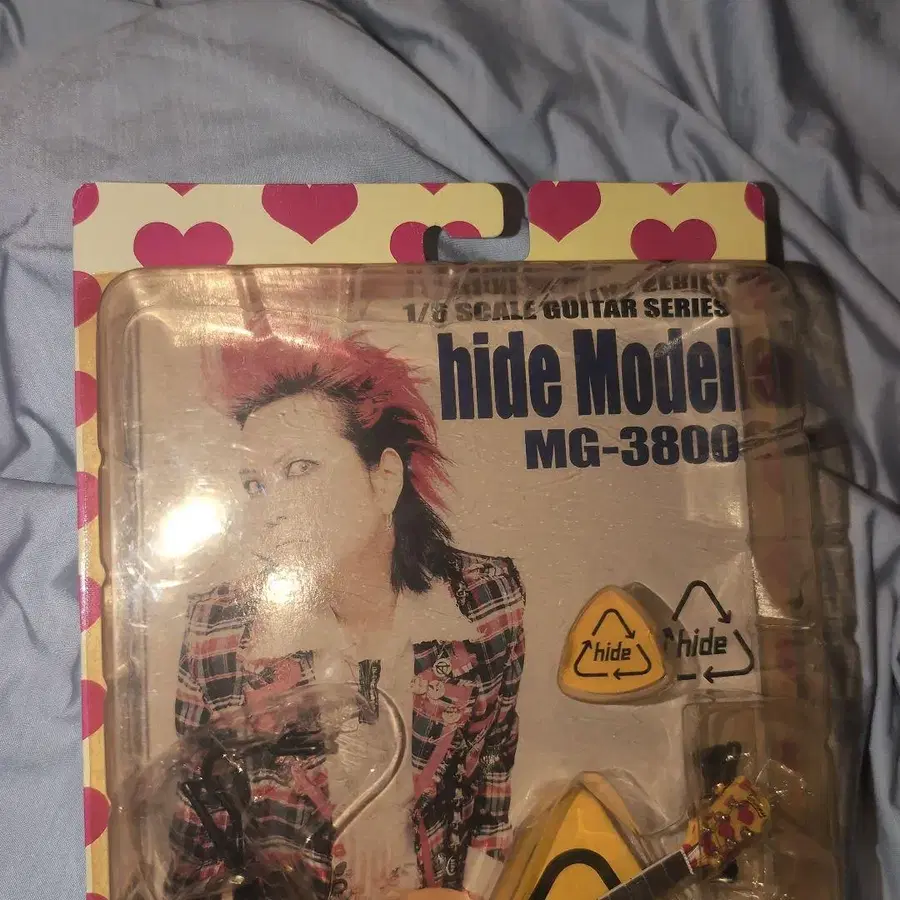 1/8 SCALE GUITAR SERIES
hide Model
MG-3800
hide
hide